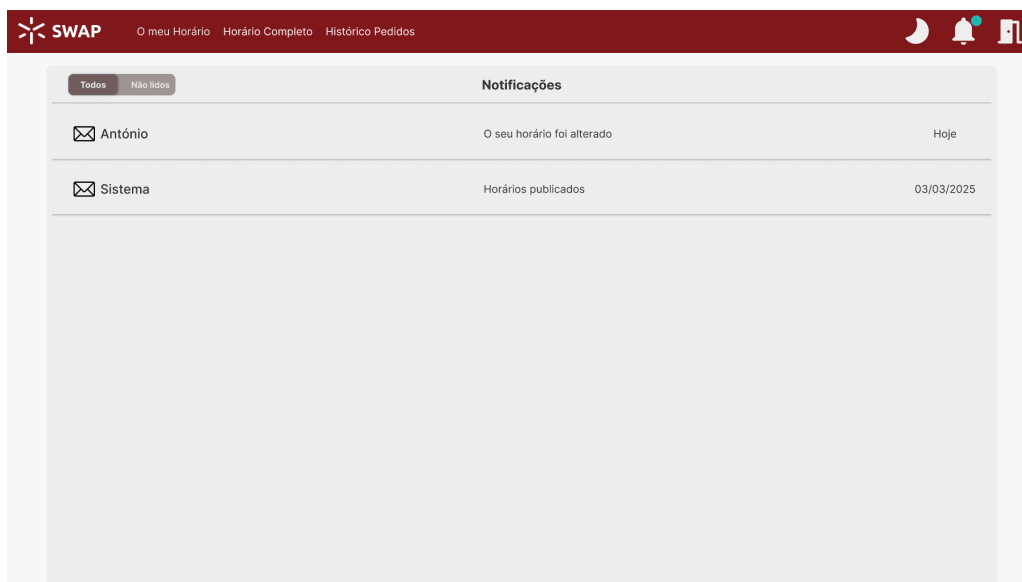 SWAP O meu Horário Horário Completo Histórico Pedidos
Todos Não lidos Notificações
António O seu horário foi alterado Hoje
Sistema Horários publicados 03/03/2025